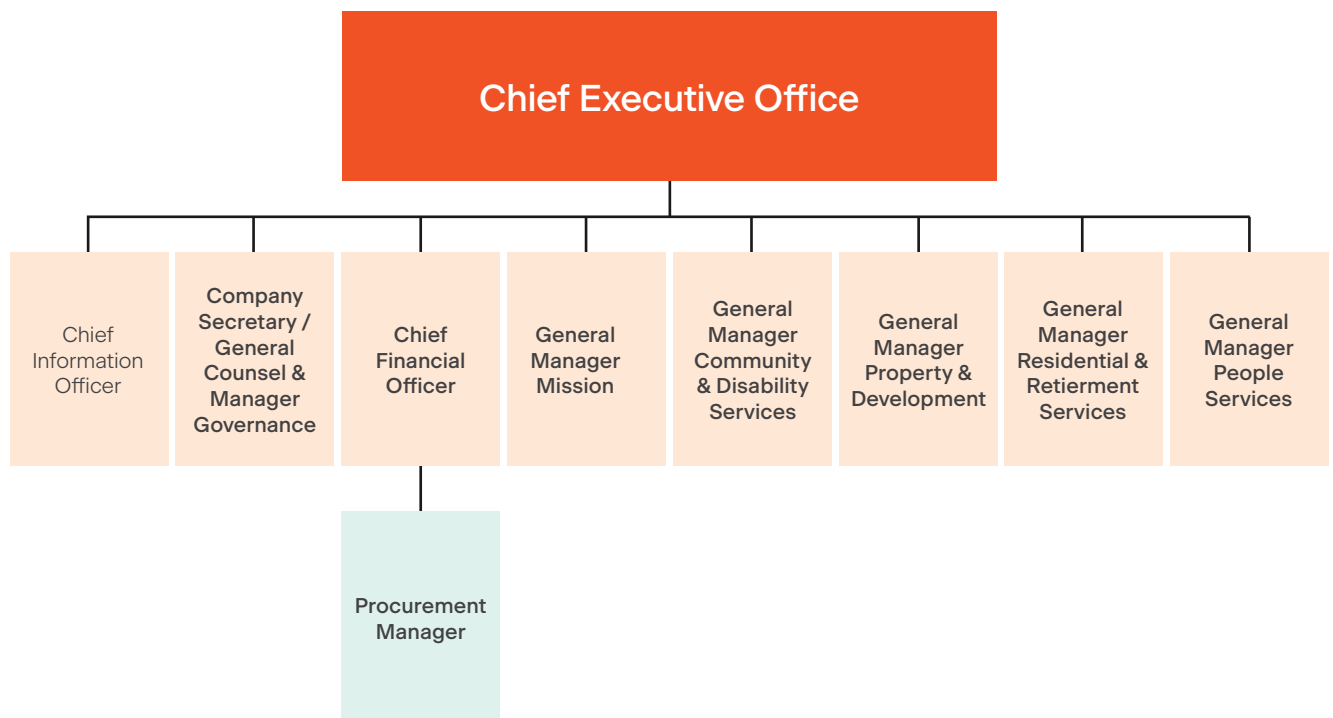 Chief Executive Office
Chief
Information
Officer
Company
Secretary /
General
Counsel &
Manager
Governance
Chief
Financial
Officer
General
Manager
Mission
General
Manager
Community
& Disability
Services
General
Manager
Property &
Development
General
Manager
Residential &
Retierment
Services
General
Manager
People
Services
Procurement
Manager